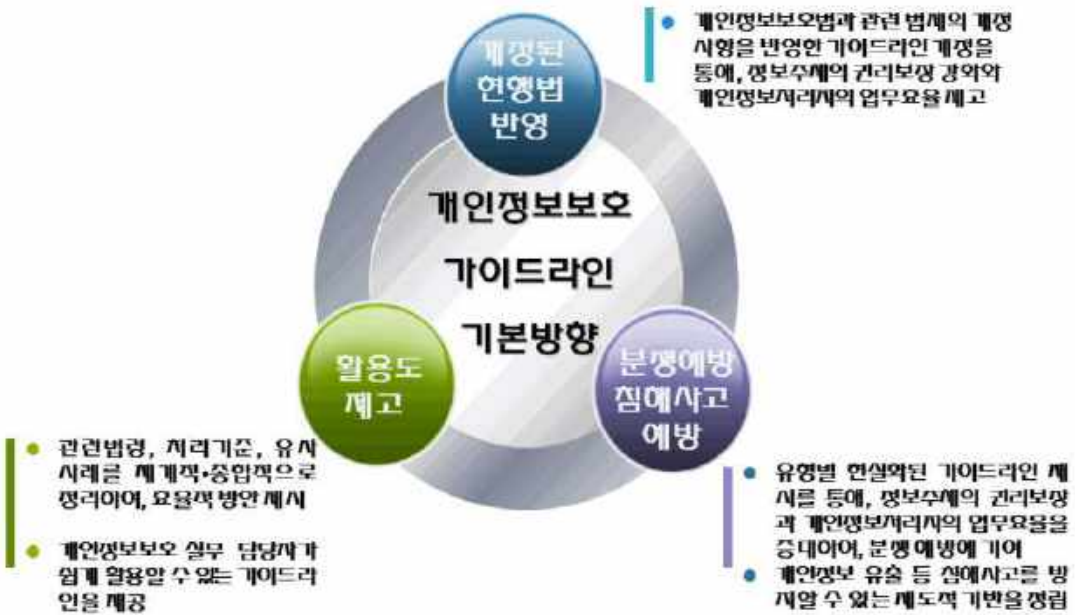 개정된
현행법
반영
개인정보보호법과 관련 법제의 개정
사항을 반영한 가이드라인 개정을
통해, 정보주체의 권리보장 강화와
개인정보처리자의 업무효율 제고
개인정보보호
가이드라인
기본방향
활용도
제고
분쟁예방
침해사고
예방
관련법령, 처리기준, 유사
사례를 체계적•종합적으로
정리하여, 효율적 방안 제시
개인정보보호 실무 담당자가
쉽게 활용할 수 있는 가이드라
인을 제공
유형별 현실화된 가이드라인 제
시를 통해, 정보주체의 권리보장
과 개인정보처리자의 업무효율을
증대하여, 분쟁 예방에 기여
개인정보 유출 등 침해사고를 방
지할 수 있는 제도적 기반을 정립